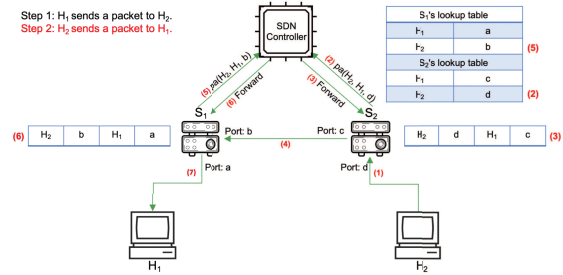 Step 1: H1 sends a packet to H2.
Step 2: H2 sends a packet to H1.
SDN
Controller
S1's lookup table
H1 a
H2 b (5)
S2's lookup table
H1 c
H2 d (2)
(5) pa(H2, H1, b)
(6) Forward
(2) pa(H2, H1, d)
(3) Forward
S1
S2
(6) H2 b H1 a
Port: b
Port: c
(4)
H2 d H1 c (3)
(7) Port: a
Port: d (1)
H1
H2